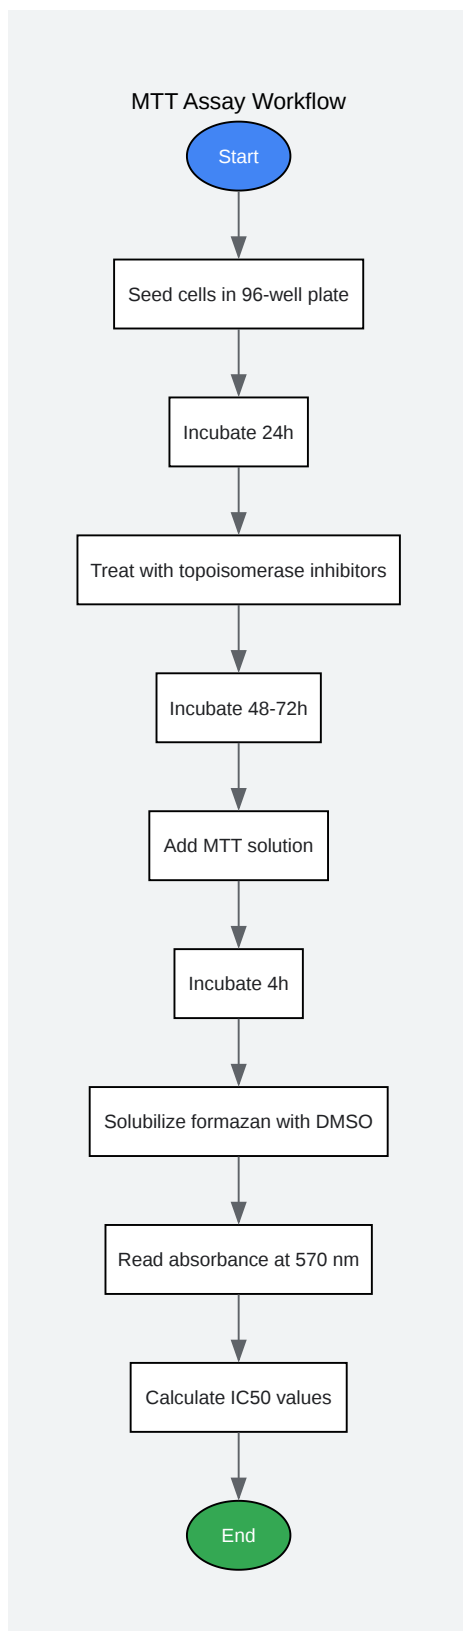 MTT Assay Workflow
Start
Seed cells in 96-well plate
Incubate 24h
Treat with topoisomerase inhibitors
Incubate 48-72h
Add MTT solution
Incubate 4h
Solubilize formazan with DMSO
Read absorbance at 570 nm
Calculate IC50 values
End